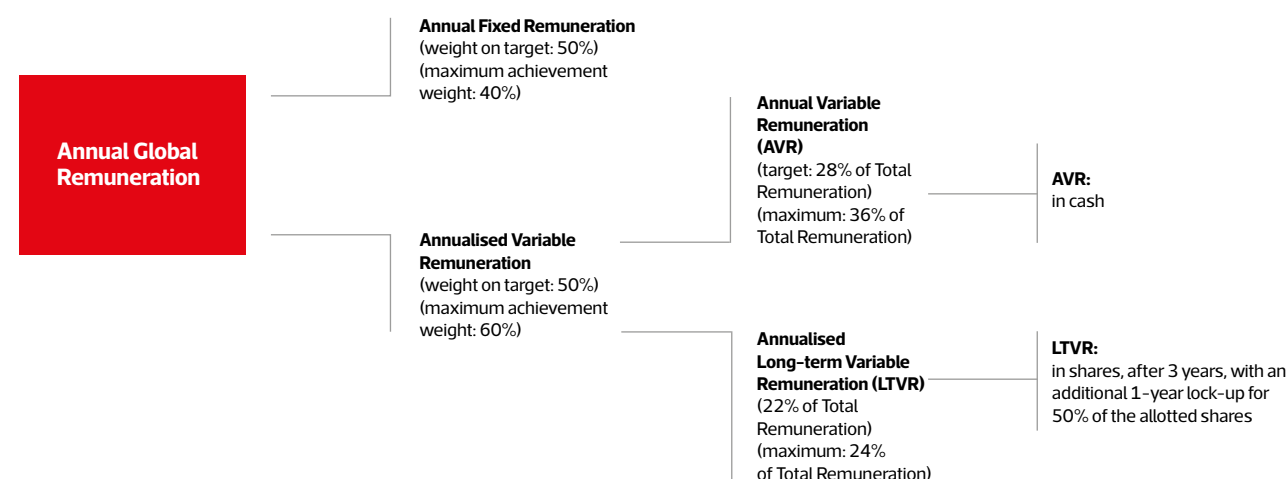 Annual Global
Remuneration
Annual Fixed Remuneration
(weight on target: 50%)
(maximum achievement
weight: 40%)
Annualised Variable
Remuneration
(weight on target: 50%)
(maximum achievement
weight: 60%)
Annual Variable
Remuneration
(AVR)
(target: 28% of Total
Remuneration)
(maximum: 36% of
Total Remuneration)
AVR:
in cash
Annualised
Long-term Variable
Remuneration (LTVR)
(22% of Total
Remuneration)
(maximum: 24%
of Total Remuneration)
LTVR:
in shares, after 3 years, with an
additional 1-year lock-up for
50% of the allotted shares